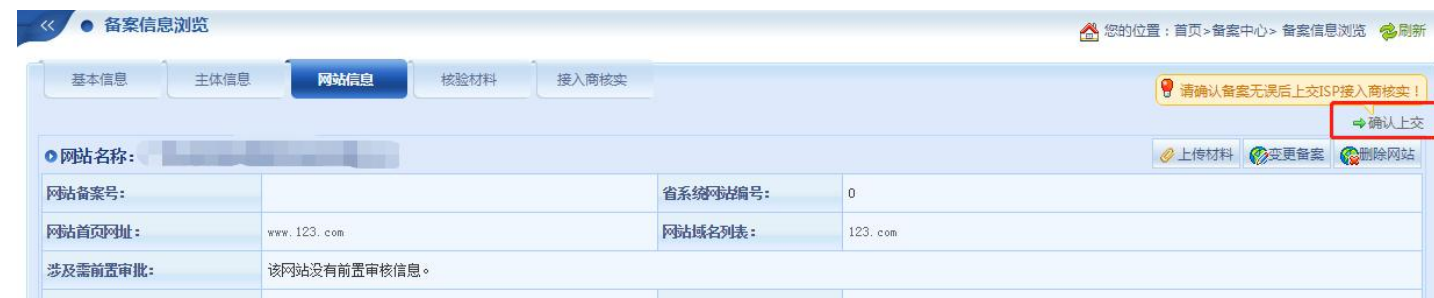 备案信息浏览
您的位置：首页>备案中心> 备案信息浏览 刷新
基本信息 主体信息 网站信息 核验材料 接入商核实
请确认备案无误后上交ISP接入商核实！
确认上交
网站名称：
上传材料 变更备案 删除网站
网站备案号： 省系统网站编号： 0
网站首页网址： www.123.com 网站域名列表： 123.com
涉及需前置审批： 该网站没有前置审核信息。